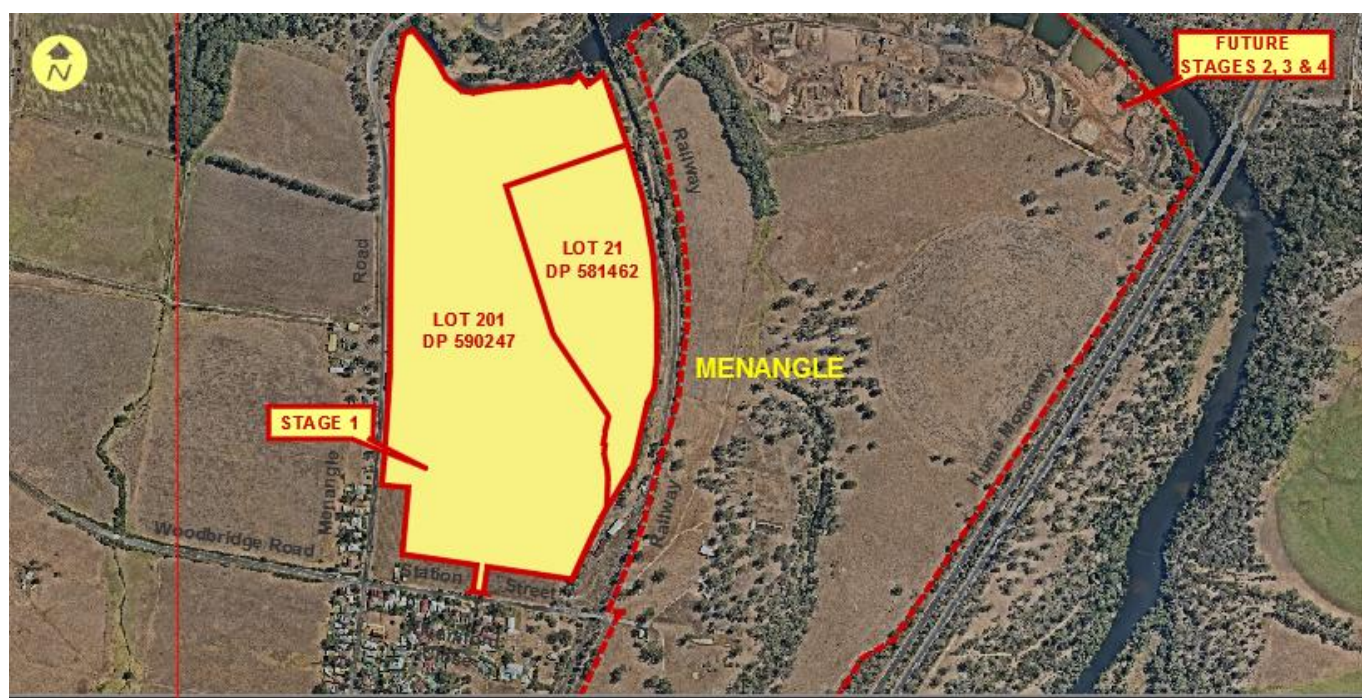 N
FUTURE
STAGES 2, 3 & 4
Railway
Road
LOT 21
DP 581462
LOT 201
DP 590247
MENANGLE
STAGE 1
Hume Motorway
Menangle
Railway
Woodbridge Road
Station Street